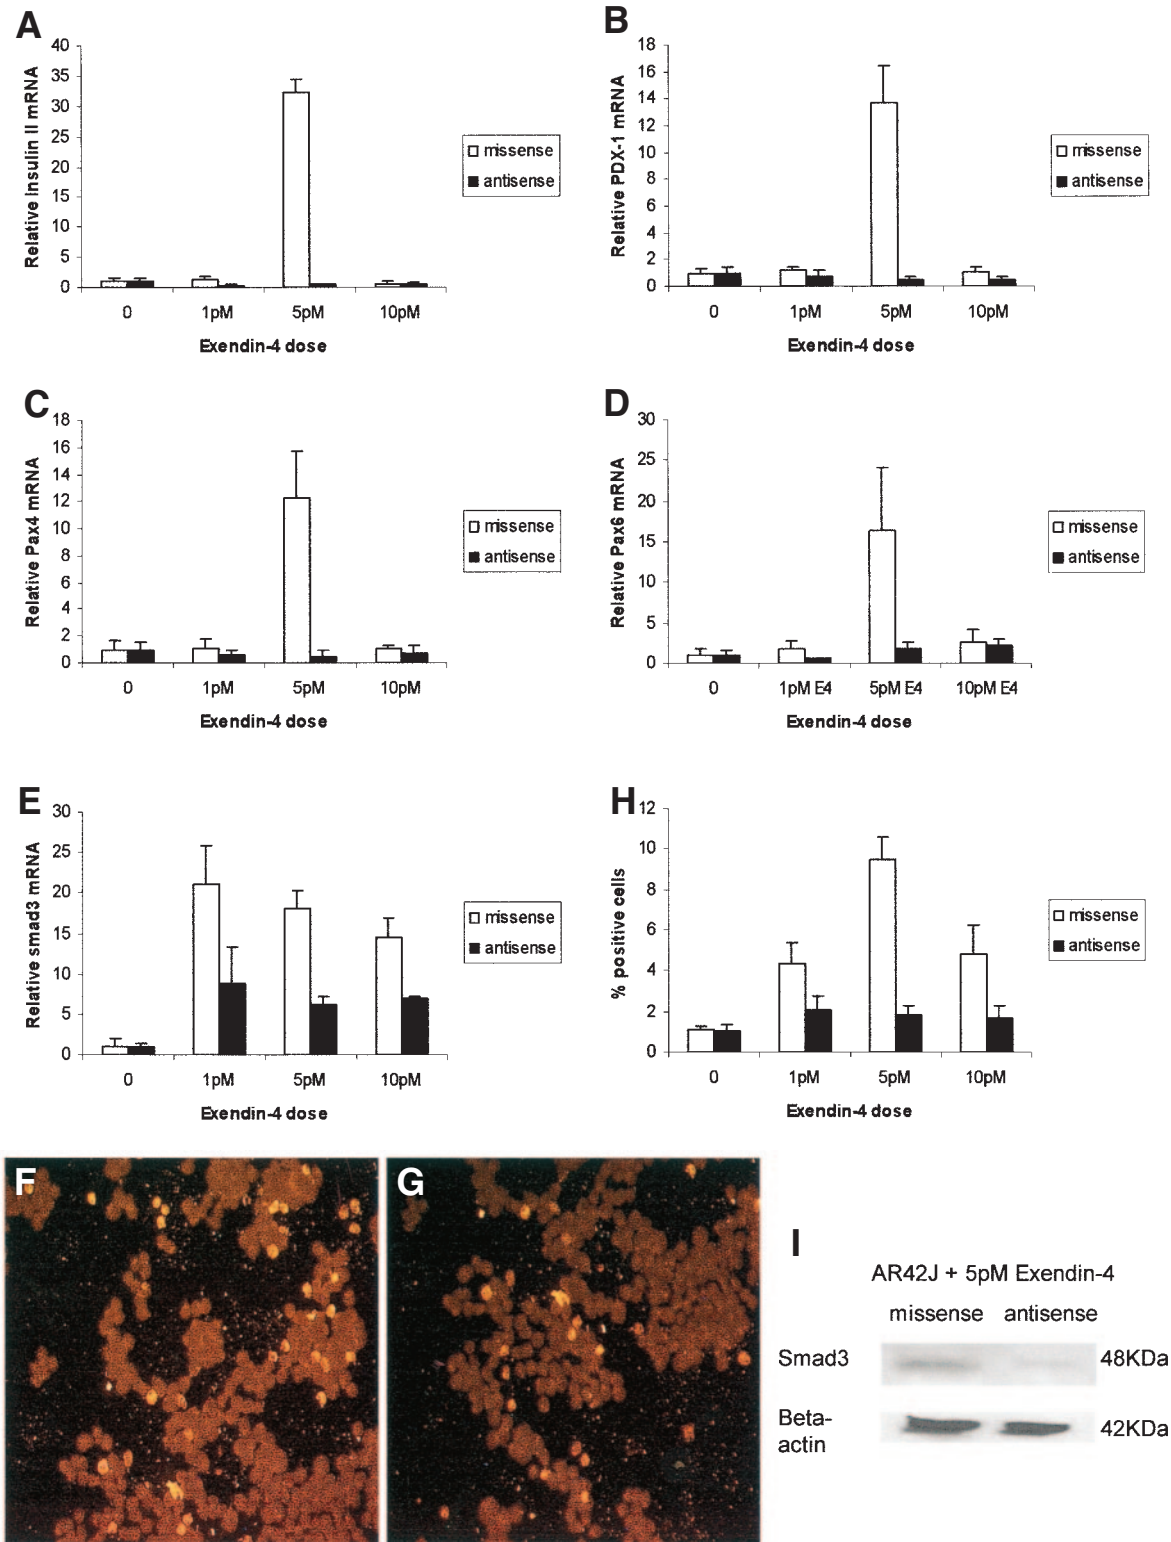 A
Relative Insulin II mRNA
40
35
30
25
20
15
10
5
0
0 1pM 5pM 10pM
Exendin-4 dose
missense
antisense
B
Relative PDX-1 mRNA
18
16
14
12
10
8
6
4
2
0
0 1pM 5pM 10pM
Exendin-4 dose
missense
antisense
C
Relative Pax4 mRNA
18
16
14
12
10
8
6
4
2
0
0 1pM 5pM 10pM
Exendin-4 dose
missense
antisense
D
Relative Pax6 mRNA
30
25
20
15
10
5
0
0 1pM E4 5pM E4 10pM E4
Exendin-4 dose
missense
antisense
E
Relative smad3 mRNA
30
25
20
15
10
5
0
0 1pM 5pM 10pM
Exendin-4 dose
missense
antisense
H
% positive cells
12
10
8
6
4
2
0
0 1pM 5pM 10pM
Exendin-4 dose
missense
antisense
F
G
I
AR42J + 5pM Exendin-4
missense antisense
Smad3 48KDa
Beta-
actin 42KDa